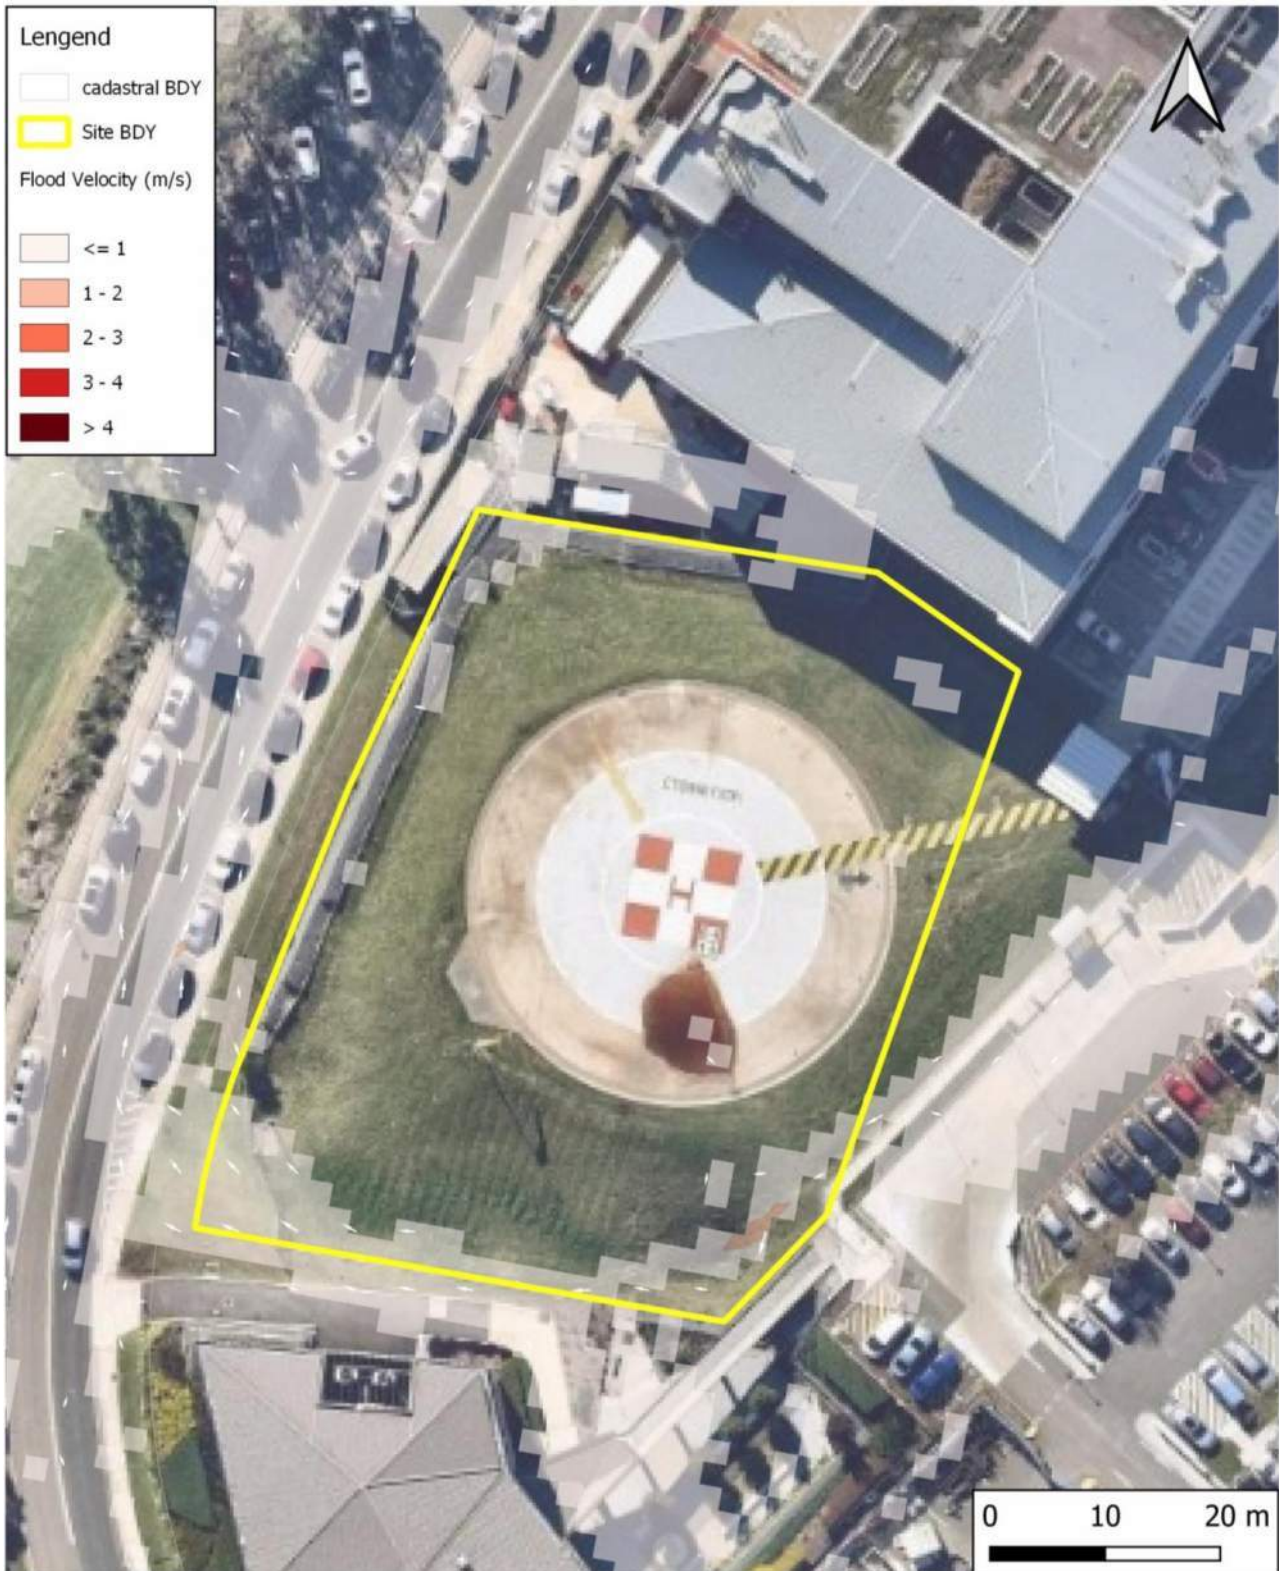 Lengend
cadastral BDY
Site BDY
Flood Velocity (m/s)
<= 1
1 - 2
2 - 3
3 - 4
> 4
H
0 10 20 m